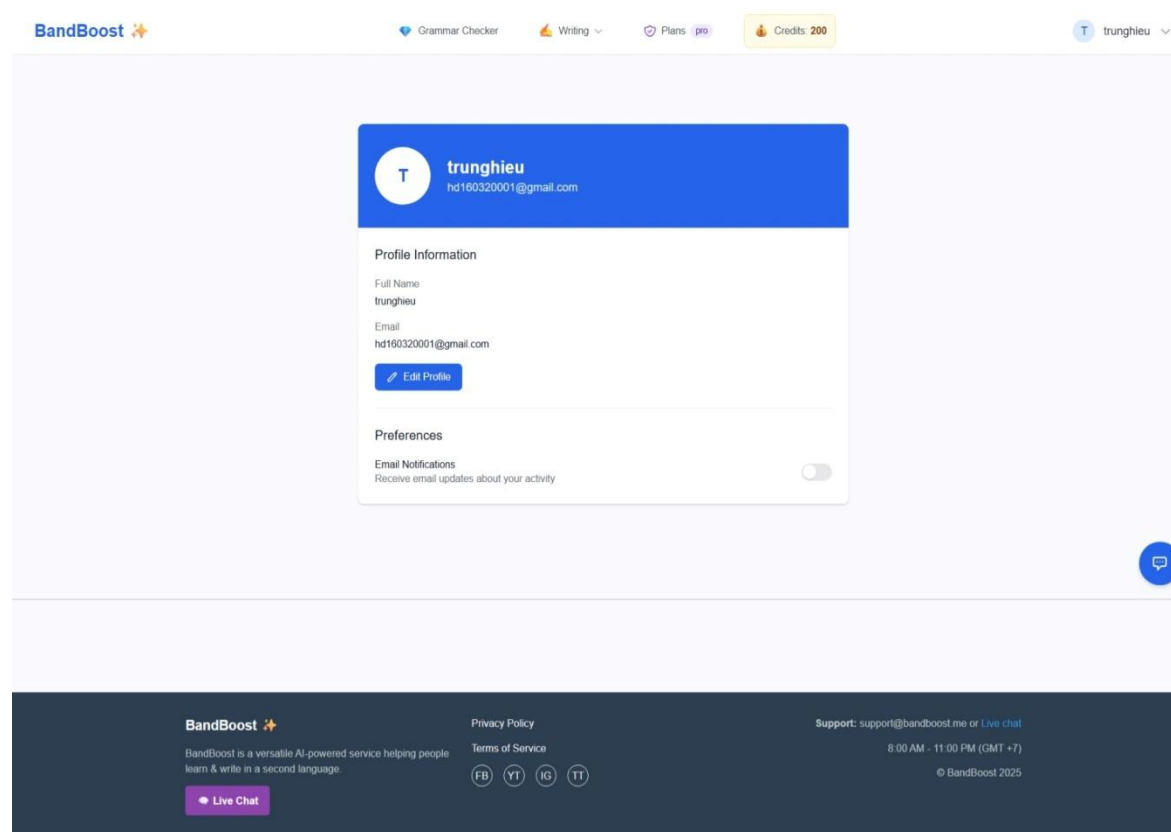 BandBoost
Grammar Checker
Writing
Plans pro
Credits: 200
T trunghieu
T
trunghieu
hd160320001@gmail.com
Profile Information
Full Name
trunghieu
Email
hd160320001@gmail.com
Edit Profile
Preferences
Email Notifications
Receive email updates about your activity
BandBoost
BandBoost is a versatile AI-powered service helping people
learn & write in a second language.
Live Chat
Privacy Policy
Terms of Service
FB YT IG TT
Support: support@bandboost.me or Live chat
8:00 AM - 11:00 PM (GMT +7)
© BandBoost 2025